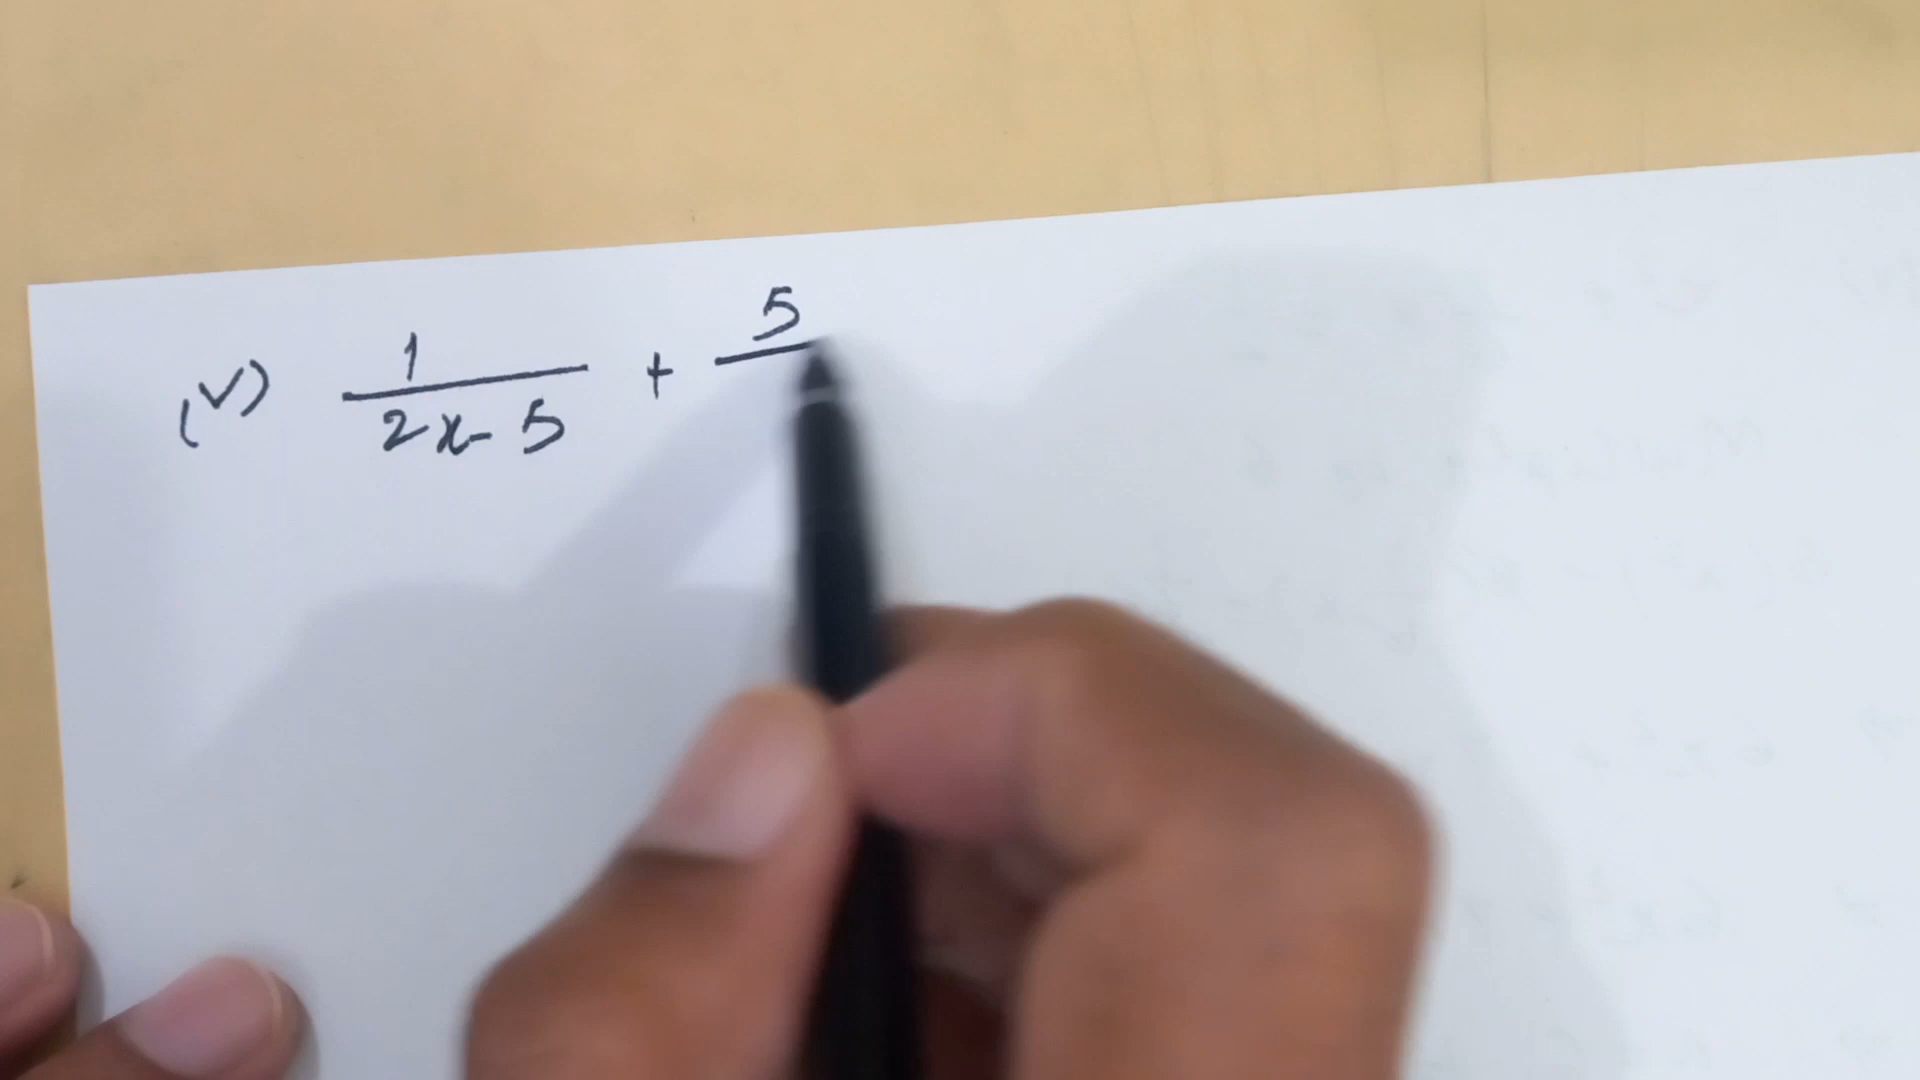 (v) 1/(2x-5) + 5/